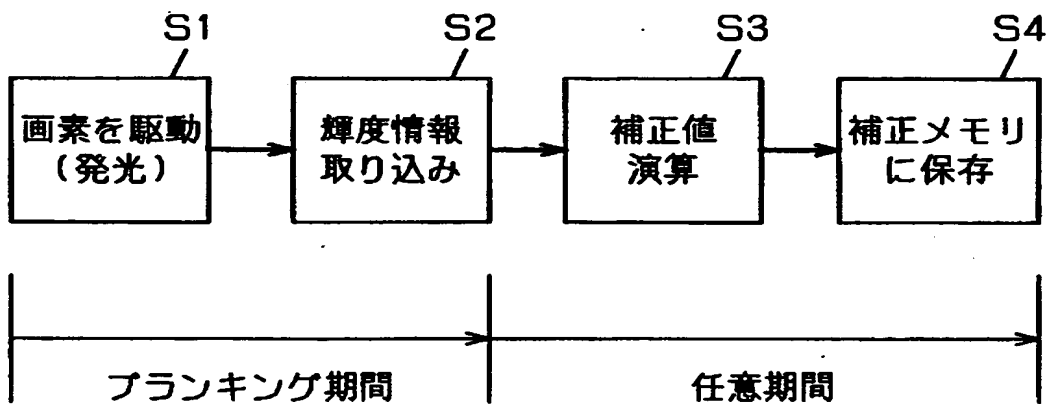 S1
S2
S3
S4
画素を駆動
(発光)
輝度情報
取り込み
補正値
演算
補正メモリ
に保存
ブランキング期間
任意期間